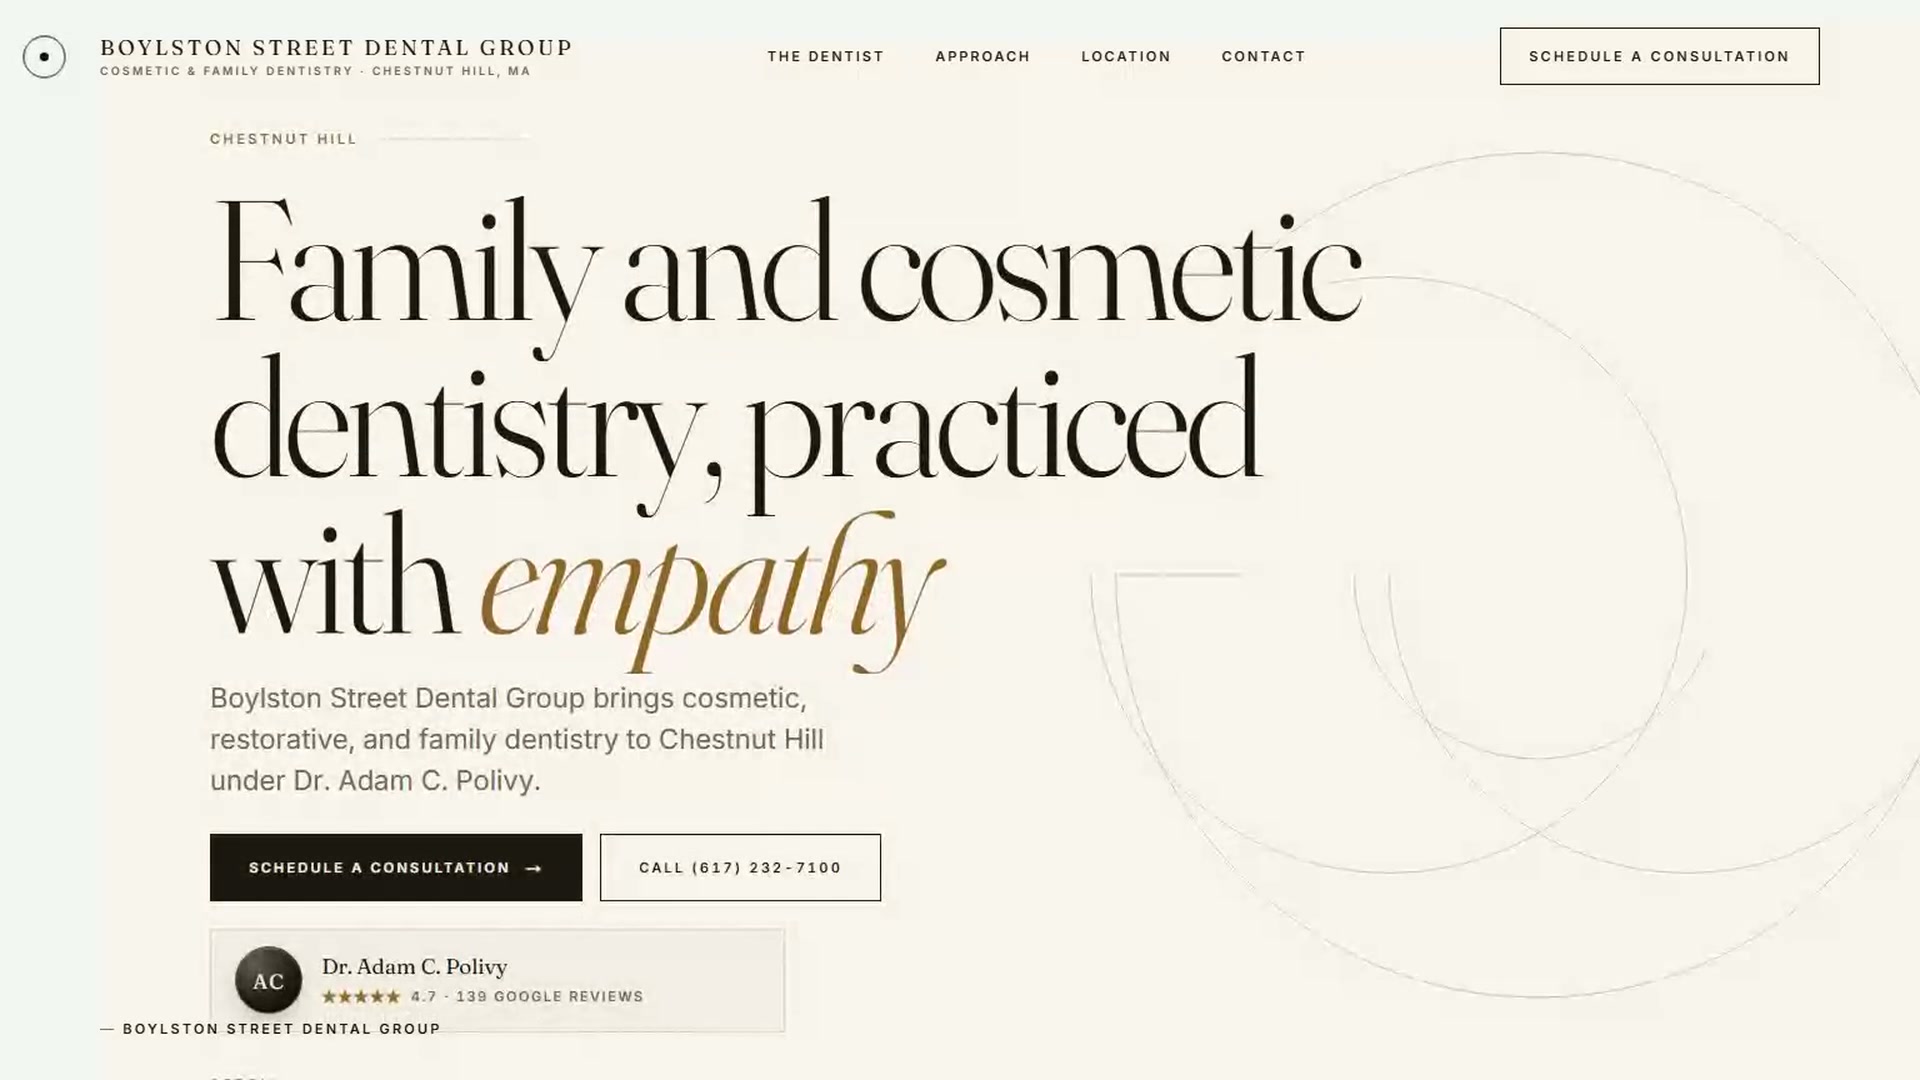 BOYLSTON STREET DENTAL GROUP
COSMETIC & FAMILY DENTISTRY · CHESTNUT HILL, MA
THE DENTIST
APPROACH
LOCATION
CONTACT
SCHEDULE A CONSULTATION
CHESTNUT HILL
Family and cosmetic
dentistry, practiced
with empathy
Boylston Street Dental Group brings cosmetic,
restorative, and family dentistry to Chestnut Hill
under Dr. Adam C. Polivy.
SCHEDULE A CONSULTATION →
CALL (617) 232-7100
AC
Dr. Adam C. Polivy
★★★★★ 4.7 · 139 GOOGLE REVIEWS
— BOYLSTON STREET DENTAL GROUP